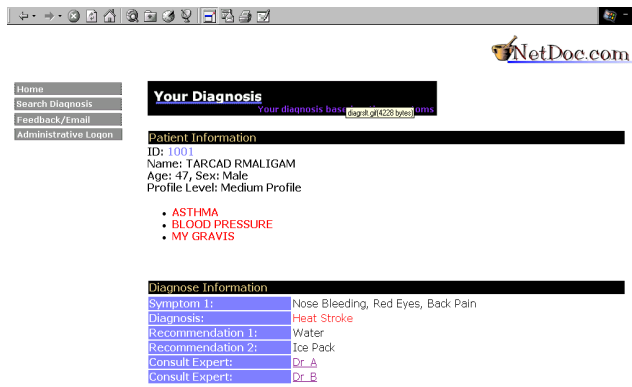 NetDoc.com
Home
Search Diagnosis
Feedback/Email
Administrative Logon
Your Diagnosis
Your diagnosis bas oms
diagrslt.gif(4228 bytes)
Patient Information
ID: 1001
Name: TARCAD RMALIGAM
Age: 47, Sex: Male
Profile Level: Medium Profile
• ASTHMA
• BLOOD PRESSURE
• MY GRAVIS
Diagnose Information
Symptom 1: Nose Bleeding, Red Eyes, Back Pain
Diagnosis: Heat Stroke
Recommendation 1: Water
Recommendation 2: Ice Pack
Consult Expert: Dr A
Consult Expert: Dr B